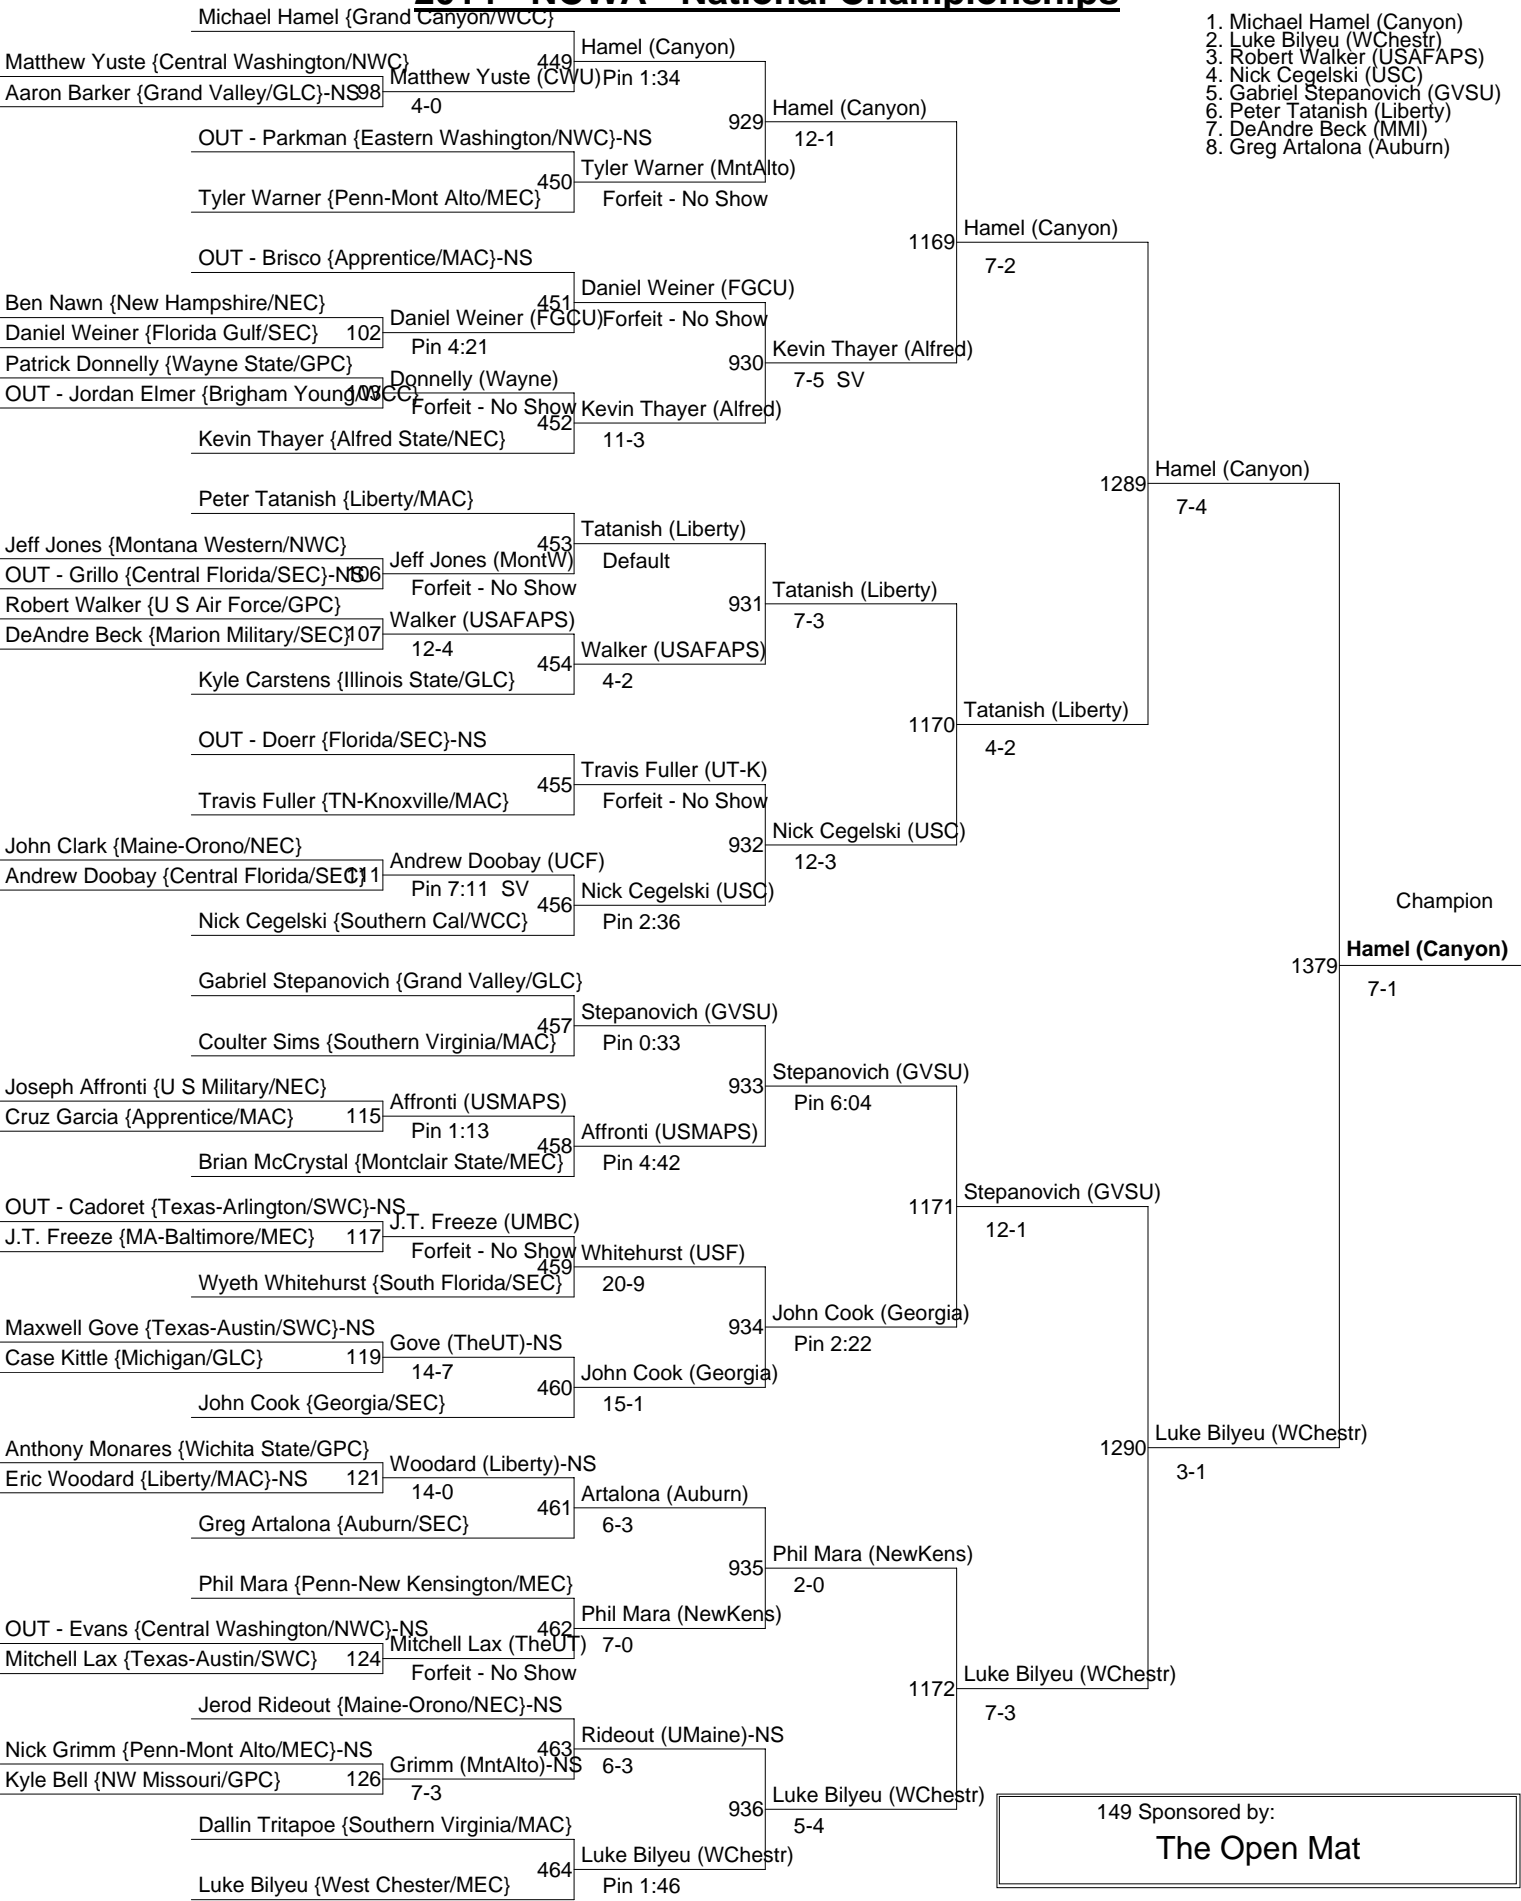 2014 - NCWA - National Championships
1. Michael Hamel (Canyon)
2. Luke Bilyeu (WChestr)
3. Robert Walker (USAFAPS)
4. Nick Cegelski (USC)
5. Gabriel Stepanovich (GVSU)
6. Peter Tatanish (Liberty)
7. DeAndre Beck (MMI)
8. Greg Artalona (Auburn)
Michael Hamel {Grand Canyon/WCC}
Matthew Yuste {Central Washington/NWC}
Aaron Barker {Grand Valley/GLC}-NS
98
Matthew Yuste (CWU)
4-0
449
Hamel (Canyon)
Pin 1:34
OUT - Parkman {Eastern Washington/NWC}-NS
Tyler Warner {Penn-Mont Alto/MEC}
450
Tyler Warner (MntAlto)
Forfeit - No Show
929
Hamel (Canyon)
12-1
OUT - Brisco {Apprentice/MAC}-NS
Ben Nawn {New Hampshire/NEC}
Daniel Weiner {Florida Gulf/SEC}
102
Daniel Weiner (FGCU)
Pin 4:21
451
Daniel Weiner (FGCU)
Forfeit - No Show
Patrick Donnelly {Wayne State/GPC}
OUT - Jordan Elmer {Brigham Young/WCC}
103
Donnelly (Wayne)
Forfeit - No Show
Kevin Thayer {Alfred State/NEC}
452
Kevin Thayer (Alfred)
11-3
930
Kevin Thayer (Alfred)
7-5 SV
1169
Hamel (Canyon)
7-2
Peter Tatanish {Liberty/MAC}
Jeff Jones {Montana Western/NWC}
OUT - Grillo {Central Florida/SEC}-NS
106
Jeff Jones (MontW)
Forfeit - No Show
453
Tatanish (Liberty)
Default
Robert Walker {U S Air Force/GPC}
DeAndre Beck {Marion Military/SEC}
107
Walker (USAFAPS)
12-4
Kyle Carstens {Illinois State/GLC}
454
Walker (USAFAPS)
4-2
931
Tatanish (Liberty)
7-3
OUT - Doerr {Florida/SEC}-NS
Travis Fuller {TN-Knoxville/MAC}
455
Travis Fuller (UT-K)
Forfeit - No Show
John Clark {Maine-Orono/NEC}
Andrew Doobay {Central Florida/SEC}
111
Andrew Doobay (UCF)
Pin 7:11 SV
Nick Cegelski {Southern Cal/WCC}
456
Nick Cegelski (USC)
Pin 2:36
932
Nick Cegelski (USC)
12-3
1170
Tatanish (Liberty)
4-2
1289
Hamel (Canyon)
7-4
Gabriel Stepanovich {Grand Valley/GLC}
Coulter Sims {Southern Virginia/MAC}
457
Stepanovich (GVSU)
Pin 0:33
Joseph Affronti {U S Military/NEC}
Cruz Garcia {Apprentice/MAC}
115
Affronti (USMAPS)
Pin 1:13
Brian McCrystal {Montclair State/MEC}
458
Affronti (USMAPS)
Pin 4:42
933
Stepanovich (GVSU)
Pin 6:04
OUT - Cadoret {Texas-Arlington/SWC}-NS
J.T. Freeze {MA-Baltimore/MEC}
117
J.T. Freeze (UMBC)
Forfeit - No Show
Wyeth Whitehurst {South Florida/SEC}
459
Whitehurst (USF)
20-9
Maxwell Gove {Texas-Austin/SWC}-NS
Case Kittle {Michigan/GLC}
119
Gove (TheUT)-NS
14-7
John Cook {Georgia/SEC}
460
John Cook (Georgia)
15-1
934
John Cook (Georgia)
Pin 2:22
1171
Stepanovich (GVSU)
12-1
Anthony Monares {Wichita State/GPC}
Eric Woodard {Liberty/MAC}-NS
121
Woodard (Liberty)-NS
14-0
Greg Artalona {Auburn/SEC}
461
Artalona (Auburn)
6-3
Phil Mara {Penn-New Kensington/MEC}
OUT - Evans {Central Washington/NWC}-NS
Mitchell Lax {Texas-Austin/SWC}
124
Mitchell Lax (TheUT)
Forfeit - No Show
462
Phil Mara (NewKens)
7-0
935
Phil Mara (NewKens)
2-0
Jerod Rideout {Maine-Orono/NEC}-NS
Nick Grimm {Penn-Mont Alto/MEC}-NS
Kyle Bell {NW Missouri/GPC}
126
Grimm (MntAlto)-NS
7-3
463
Rideout (UMaine)-NS
6-3
Dallin Tritapoe {Southern Virginia/MAC}
Luke Bilyeu {West Chester/MEC}
464
Luke Bilyeu (WChestr)
Pin 1:46
936
Luke Bilyeu (WChestr)
5-4
1172
Luke Bilyeu (WChestr)
7-3
1290
Luke Bilyeu (WChestr)
3-1
Champion
1379
Hamel (Canyon)
7-1
149 Sponsored by:
The Open Mat